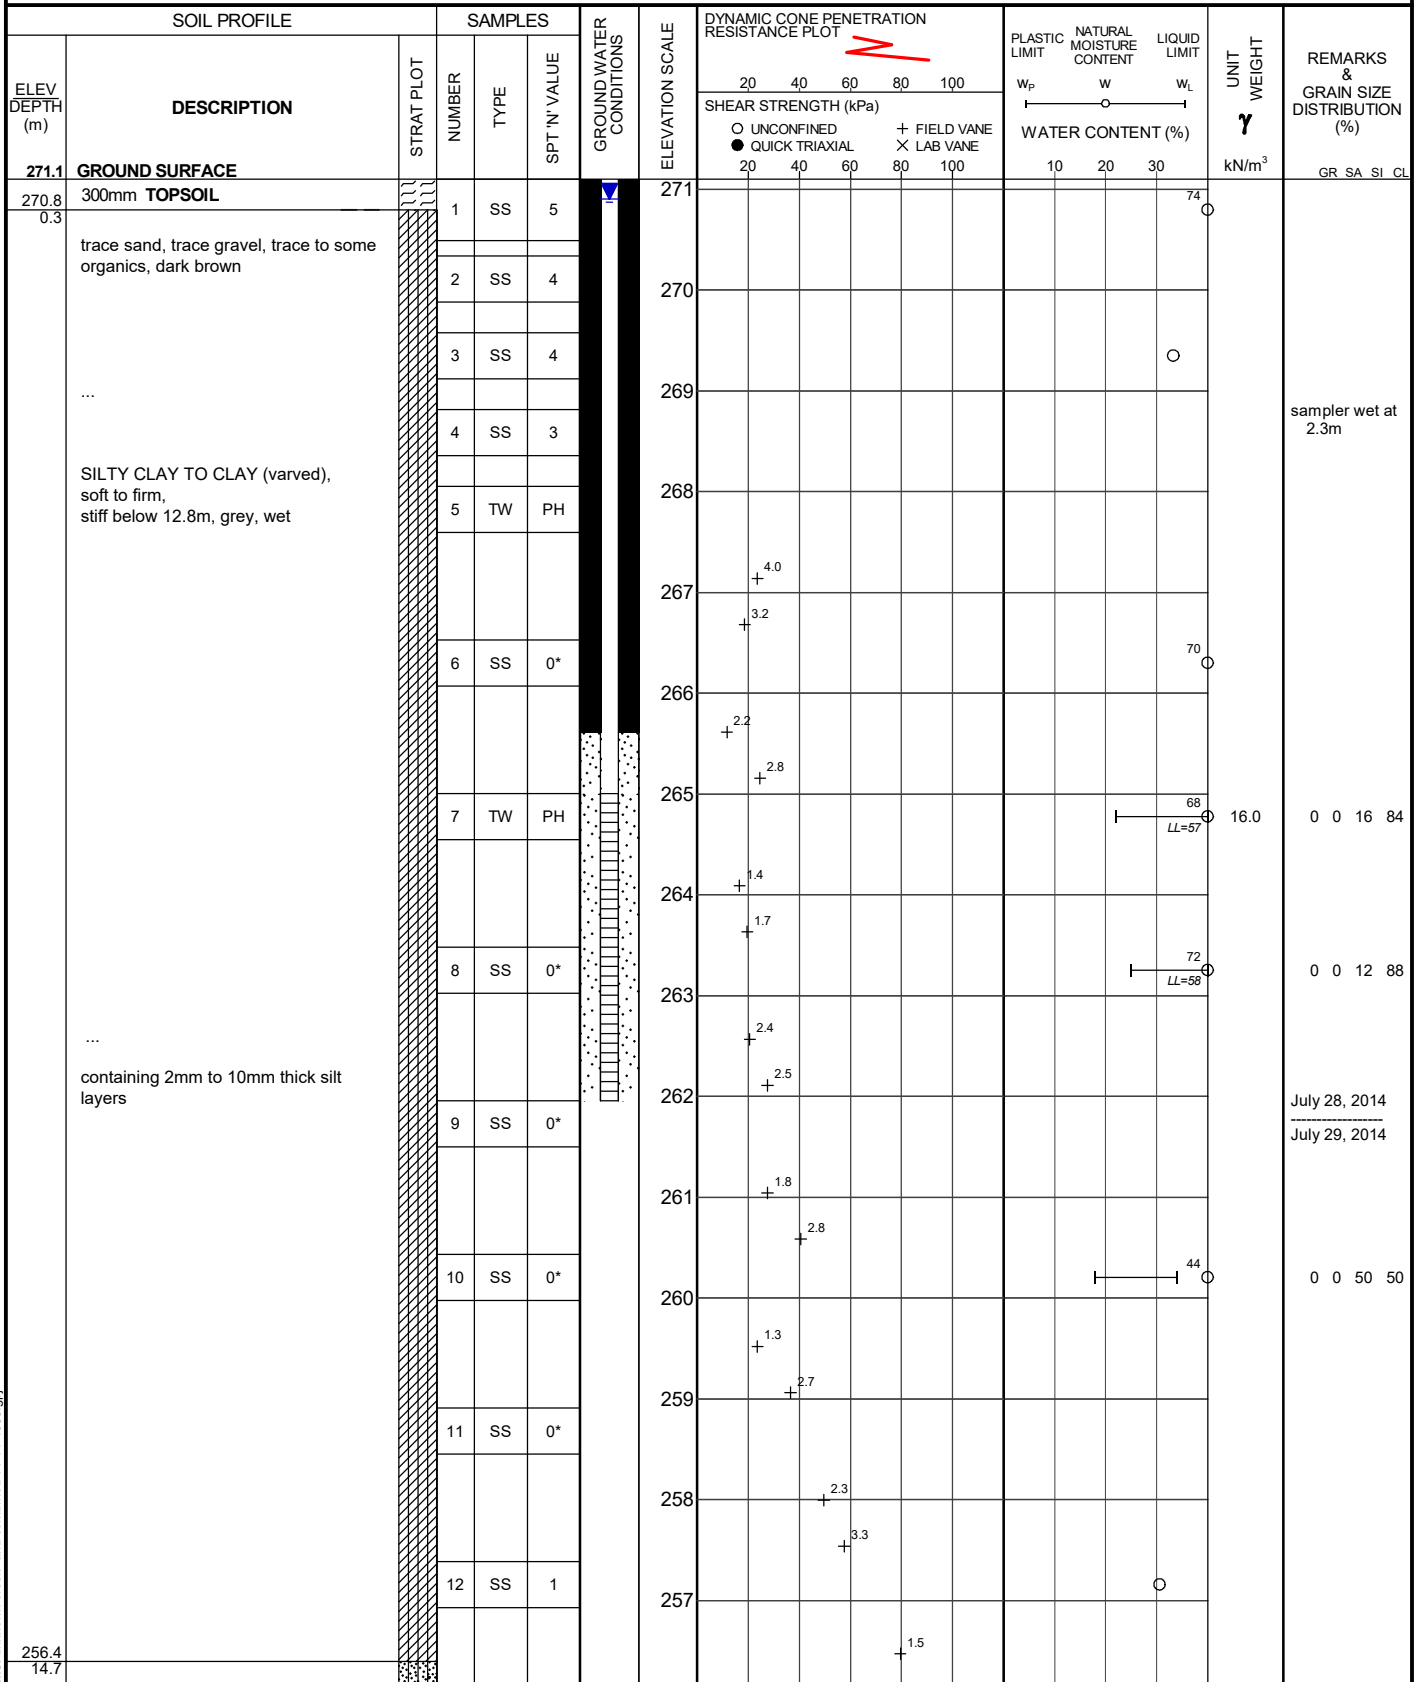 SOIL PROFILE
SAMPLES
GROUND WATER
CONDITIONS
ELEVATION SCALE
DYNAMIC CONE PENETRATION
RESISTANCE PLOT
20 40 60 80 100
SHEAR STRENGTH (kPa)
UNCONFINED + FIELD VANE
QUICK TRIAXIAL × LAB VANE
20 40 60 80 100
PLASTIC
LIMIT
NATURAL
MOISTURE
CONTENT
LIQUID
LIMIT
WP W WL
WATER CONTENT (%)
10 20 30
UNIT
WEIGHT
γ
kN/m³
REMARKS
&
GRAIN SIZE
DISTRIBUTION
(%)
GR SA SI CL
ELEV
DEPTH
(m)
DESCRIPTION
STRAT PLOT
NUMBER
TYPE
SPT 'N' VALUE
271.1 GROUND SURFACE
270.8 300mm TOPSOIL
0.3
271
74
1 SS 5
trace sand, trace gravel, trace to some
organics, dark brown
2 SS 4
270
3 SS 4
...
269
4 SS 3
sampler wet at
2.3m
SILTY CLAY TO CLAY (varved),
soft to firm,
stiff below 12.8m, grey, wet
268
5 TW PH
4.0
267
3.2
6 SS 0*
70
266
2.2
2.8
265
7 TW PH
68
LL=57
16.0
0 0 16 84
1.4
264
1.7
8 SS 0*
72
LL=58
0 0 12 88
263
...
2.4
containing 2mm to 10mm thick silt
layers
2.5
262
9 SS 0*
July 28, 2014
------------------
July 29, 2014
1.8
261
2.8
10 SS 0*
44
0 0 50 50
260
1.3
2.7
259
11 SS 0*
2.3
258
3.3
12 SS 1
257
1.5
256.4
14.7